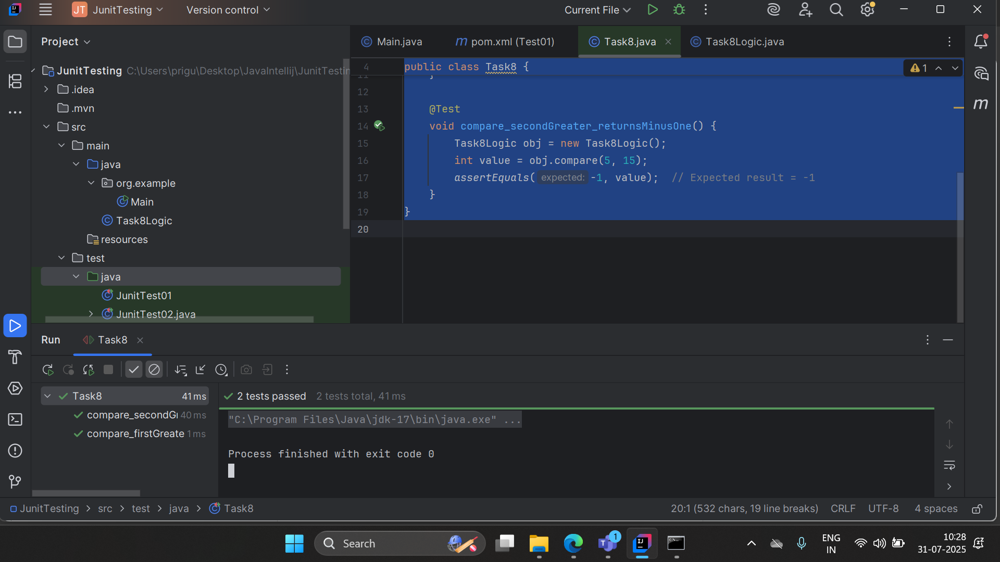 JT JunitTesting Version control Current File
Project
JunitTesting C:\Users\prigu\Desktop\JavaIntellij\JunitTestin
.idea
.mvn
src
main
java
org.example
Main
Task8Logic
resources
test
java
JunitTest01
JunitTest02.java
Main.java m pom.xml (Test01) Task8.java Task8Logic.java
4 public class Task8 {
1
11 }
12
13 @Test
14 void compare_secondGreater_returnsMinusOne() {
15 Task8Logic obj = new Task8Logic();
16 int value = obj.compare(5, 15);
17 assertEquals( expected: -1, value); // Expected result = -1
18 }
19 }
20
m
Run Task8
Task8 41 ms
compare_secondGr 40 ms
compare_firstGreate 1 ms
2 tests passed 2 tests total, 41 ms
"C:\Program Files\Java\jdk-17\bin\java.exe" ...
Process finished with exit code 0
JunitTesting > src > test > java > Task8
20:1 (532 chars, 19 line breaks) CRLF UTF-8 4 spaces
Search
1
ENG
IN
10:28
31-07-2025